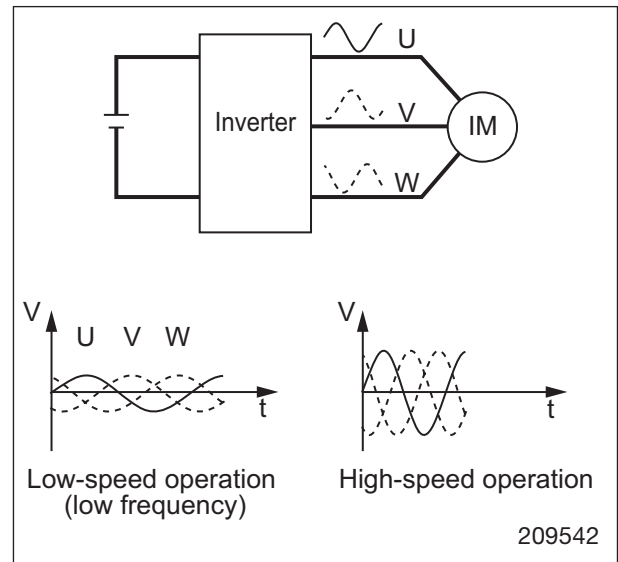 U
Inverter
V
IM
W
V
U V W
t
Low-speed operation
(low frequency)
V
t
High-speed operation
209542